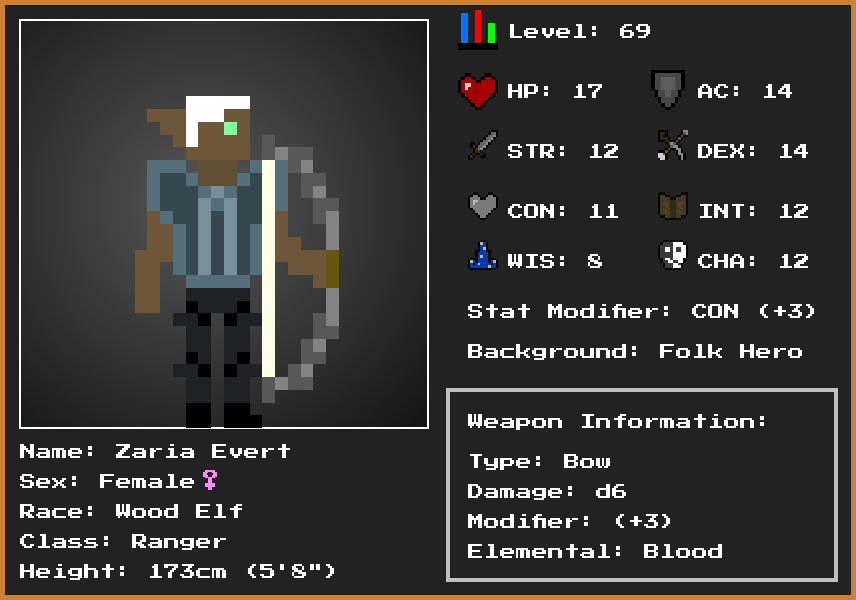 Level: 69
HP: 17 AC: 14
STR: 12 DEX: 14
CON: 11 INT: 12
WIS: 8 CHA: 12
Stat Modifier: CON (+3)
Background: Folk Hero
Weapon Information:
Type: Bow
Damage: d6
Modifier: (+3)
Elemental: Blood
Name: Zaria Evert
Sex: Female♀
Race: Wood Elf
Class: Ranger
Height: 173cm (5'8")